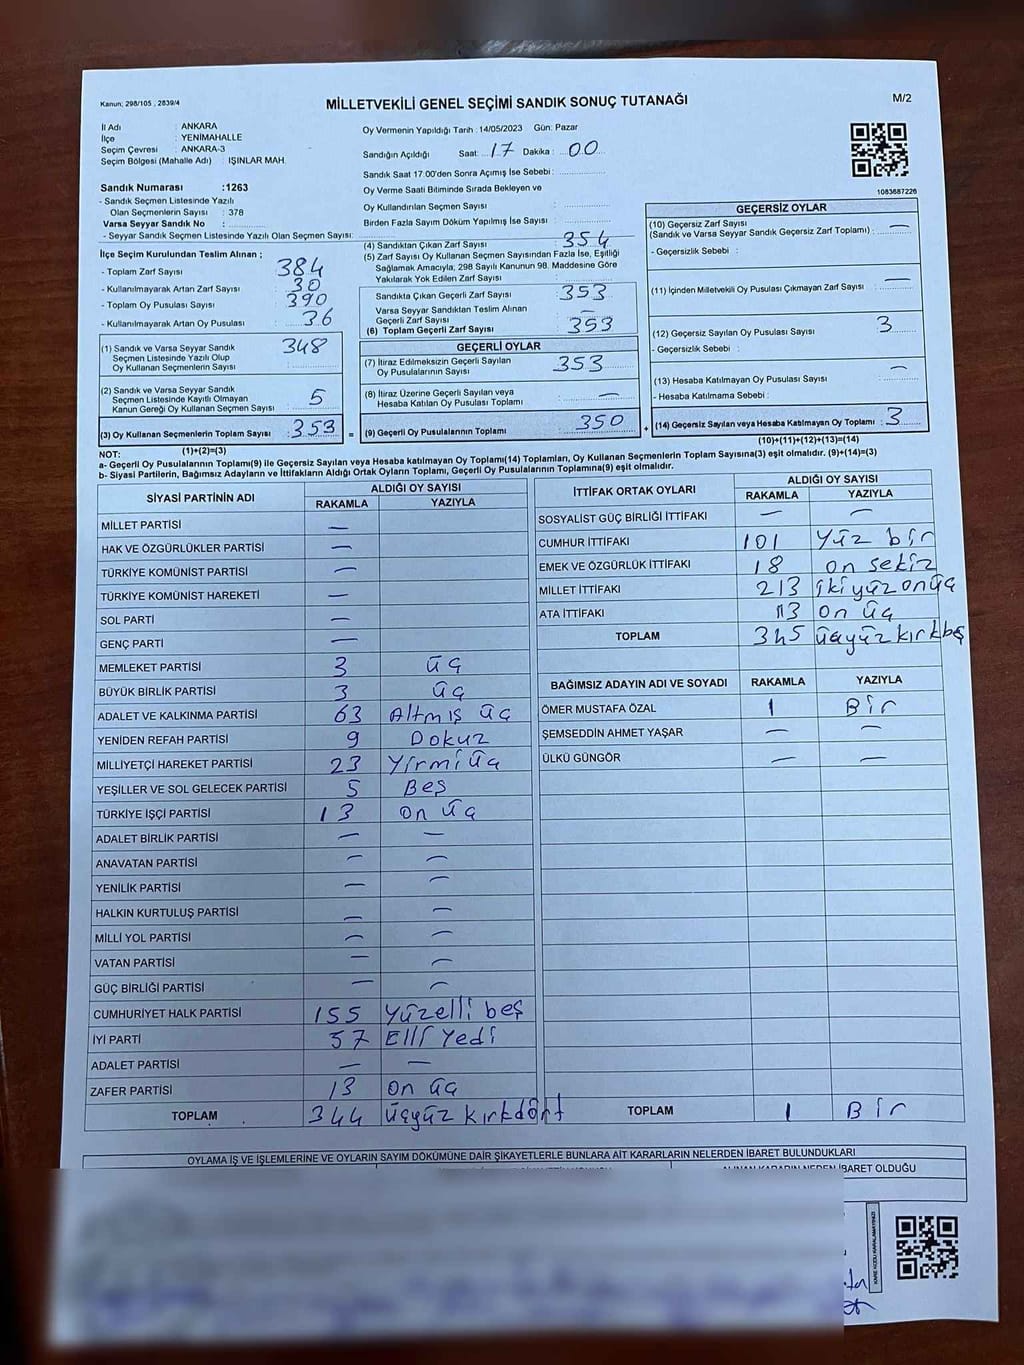 Kanun; 298/105 , 2839/4
MİLLETVEKİLİ GENEL SEÇİMİ SANDIK SONUÇ TUTANAĞI
M/2
İl Adı : ANKARA
İlçe : YENİMAHALLE
Seçim Çevresi : ANKARA-3
Seçim Bölgesi (Mahalle Adı) : IŞINLAR MAH.
Sandık Numarası :1263
- Sandık Seçmen Listesinde Yazılı
Olan Seçmenlerin Sayısı : 378
Varsa Seyyar Sandık No :
- Seyyar Sandık Seçmen Listesinde Yazılı Olan Seçmen Sayısı:
İlçe Seçim Kurulundan Teslim Alınan ;
- Toplam Zarf Sayısı 384
- Kullanılmayarak Artan Zarf Sayısı : 30
- Toplam Oy Pusulası Sayısı : 390
- Kullanılmayarak Artan Oy Pusulası : 36
Oy Vermenin Yapıldığı Tarih : 14/05/2023 Gün: Pazar
Sandığın Açıldığı Saat: 17 Dakika : 00
Sandık Saat 17.00'den Sonra Açımış İse Sebebi :
Oy Verme Saati Bitiminde Sırada Bekleyen ve
Oy Kullandırılan Seçmen Sayısı :
Birden Fazla Sayım Döküm Yapılmış İse Sayısı :
(4) Sandıktan Çıkan Zarf Sayısı : 354
(5) Zarf Sayısı Oy Kullanan Seçmen Sayısından Fazla İse, Eşitliği
Sağlamak Amacıyla, 298 Sayılı Kanunun 98. Maddesine Göre
Yakılarak Yok Edilen Zarf Sayısı :
Sandıkta Çıkan Geçerli Zarf Sayısı : 353
Varsa Seyyar Sandıktan Teslim Alınan
Geçerli Zarf Sayısı : —
(6) Toplam Geçerli Zarf Sayısı : 353
1083687226
GEÇERSİZ OYLAR
(10) Geçersiz Zarf Sayısı
(Sandık ve Varsa Seyyar Sandık Geçersiz Zarf Toplamı) : —
- Geçersizlik Sebebi :
(11) İçinden Milletvekili Oy Pusulası Çıkmayan Zarf Sayısı : —
(12) Geçersiz Sayılan Oy Pusulası Sayısı : 3
- Geçersizlik Sebebi :
(13) Hesaba Katılmayan Oy Pusulası Sayısı : —
- Hesaba Katılmama Sebebi :
(14) Geçersiz Sayılan veya Hesaba Katılmayan Oy Toplamı : 3
(10)+(11)+(12)+(13)=(14)
(1) Sandık ve Varsa Seyyar Sandık
Seçmen Listesinde Yazılı Olup
Oy Kullanan Seçmenlerin Sayısı : 348
(2) Sandık ve Varsa Seyyar Sandık
Seçmen Listesinde Kayıtlı Olmayan
Kanun Gereği Oy Kullanan Seçmen Sayısı : 5
(3) Oy Kullanan Seçmenlerin Toplam Sayısı : 353 =
(1)+(2)=(3)
GEÇERLİ OYLAR
(7) İtiraz Edilmeksizin Geçerli Sayılan
Oy Pusulalarının Sayısı : 353
(8) İtiraz Üzerine Geçerli Sayılan veya
Hesaba Katılan Oy Pusulası Toplamı : —
(9) Geçerli Oy Pusulalarının Toplamı : 350 +
NOT:
a- Geçerli Oy Pusulalarının Toplamı(9) ile Geçersiz Sayılan veya Hesaba katılmayan Oy Toplamı(14) Toplamları, Oy Kullanan Seçmenlerin Toplam Sayısına(3) eşit olmalıdır. (9)+(14)=(3)
b- Siyasi Partilerin, Bağımsız Adayların ve İttifakların Aldığı Ortak Oyların Toplamı, Geçerli Oy Pusulalarının Toplamına(9) eşit olmalıdır.
SİYASİ PARTİNİN ADI ALDIĞI OY SAYISI
RAKAMLA YAZIYLA
MİLLET PARTİSİ —
HAK VE ÖZGÜRLÜKLER PARTİSİ —
TÜRKİYE KOMÜNİST PARTİSİ —
TÜRKİYE KOMÜNİST HAREKETİ —
SOL PARTİ —
GENÇ PARTİ —
MEMLEKET PARTİSİ 3 üç
BÜYÜK BİRLİK PARTİSİ 3 üç
ADALET VE KALKINMA PARTİSİ 63 Altmış üç
YENİDEN REFAH PARTİSİ 9 Dokuz
MİLLİYETÇİ HAREKET PARTİSİ 23 Yirmi üç
YEŞİLLER VE SOL GELECEK PARTİSİ 5 Beş
TÜRKİYE İŞÇİ PARTİSİ 13 on üç
ADALET BİRLİK PARTİSİ — —
ANAVATAN PARTİSİ — —
YENİLİK PARTİSİ — —
HALKIN KURTULUŞ PARTİSİ — —
MİLLİ YOL PARTİSİ — —
VATAN PARTİSİ — —
GÜÇ BİRLİĞİ PARTİSİ — —
CUMHURİYET HALK PARTİSİ 155 yüzelli beş
İYİ PARTİ 57 Elli Yedi
ADALET PARTİSİ — —
ZAFER PARTİSİ 13 on üç
TOPLAM 344 üçyüz kırkdört
İTTİFAK ORTAK OYLARI ALDIĞI OY SAYISI
RAKAMLA YAZIYLA
SOSYALİST GÜÇ BİRLİĞİ İTTİFAKI — —
CUMHUR İTTİFAKI 101 yüz bir
EMEK VE ÖZGÜRLÜK İTTİFAKI 18 on sekiz
MİLLET İTTİFAKI 213 ikiyüz onüç
ATA İTTİFAKI 13 on üç
TOPLAM 345 üçyüz kırkbeş
BAĞIMSIZ ADAYIN ADI VE SOYADI RAKAMLA YAZIYLA
ÖMER MUSTAFA ÖZAL 1 Bir
ŞEMSEDDİN AHMET YAŞAR — —
ÜLKÜ GÜNGÖR — —
TOPLAM 1 Bir
OYLAMA İŞ VE İŞLEMLERİNE VE OYLARIN SAYIM DÖKÜMÜNE DAİR ŞİKAYETLERLE BUNLARA AİT KARARLARIN NELERDEN İBARET BULUNDUKLARI
ALINAN KARARIN NEDEN İBARET OLDUĞU